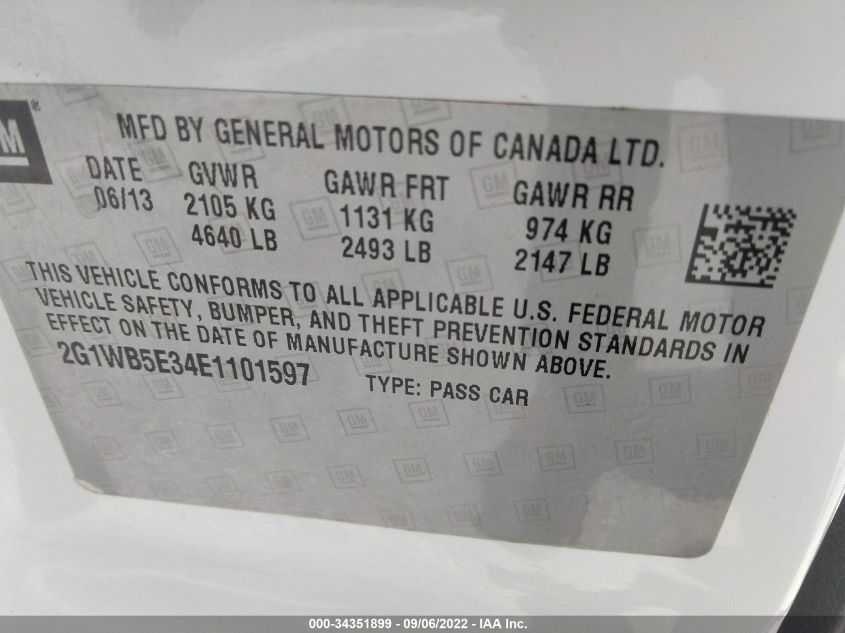 GM
MFD BY GENERAL MOTORS OF CANADA LTD.
DATE GVWR GAWR FRT GAWR RR
06/13 2105 KG 1131 KG 974 KG
4640 LB 2493 LB 2147 LB
THIS VEHICLE CONFORMS TO ALL APPLICABLE U.S. FEDERAL MOTOR
VEHICLE SAFETY, BUMPER, AND THEFT PREVENTION STANDARDS IN
EFFECT ON THE DATE OF MANUFACTURE SHOWN ABOVE.
2G1WB5E34E1101597 TYPE: PASS CAR
000-34351899 - 09/06/2022 - IAA Inc.